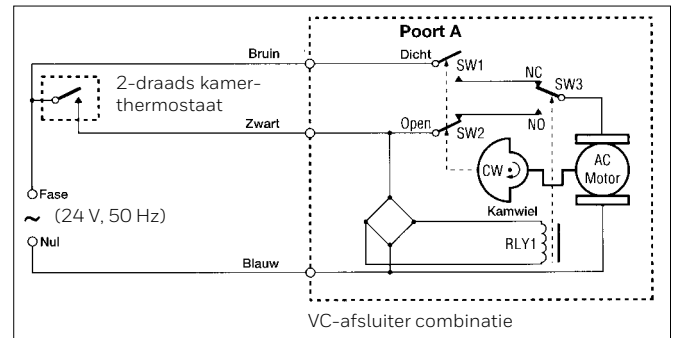 Poort A
Bruin
Dicht
SW1
NC
SW3
2-draads kamer-
thermostaat
Zwart
Open
SW2
NO
AC
Motor
CW
Kamwiel
Fase
~ (24 V, 50 Hz)
Nul
RLY1
Blauw
VC-afsluiter combinatie